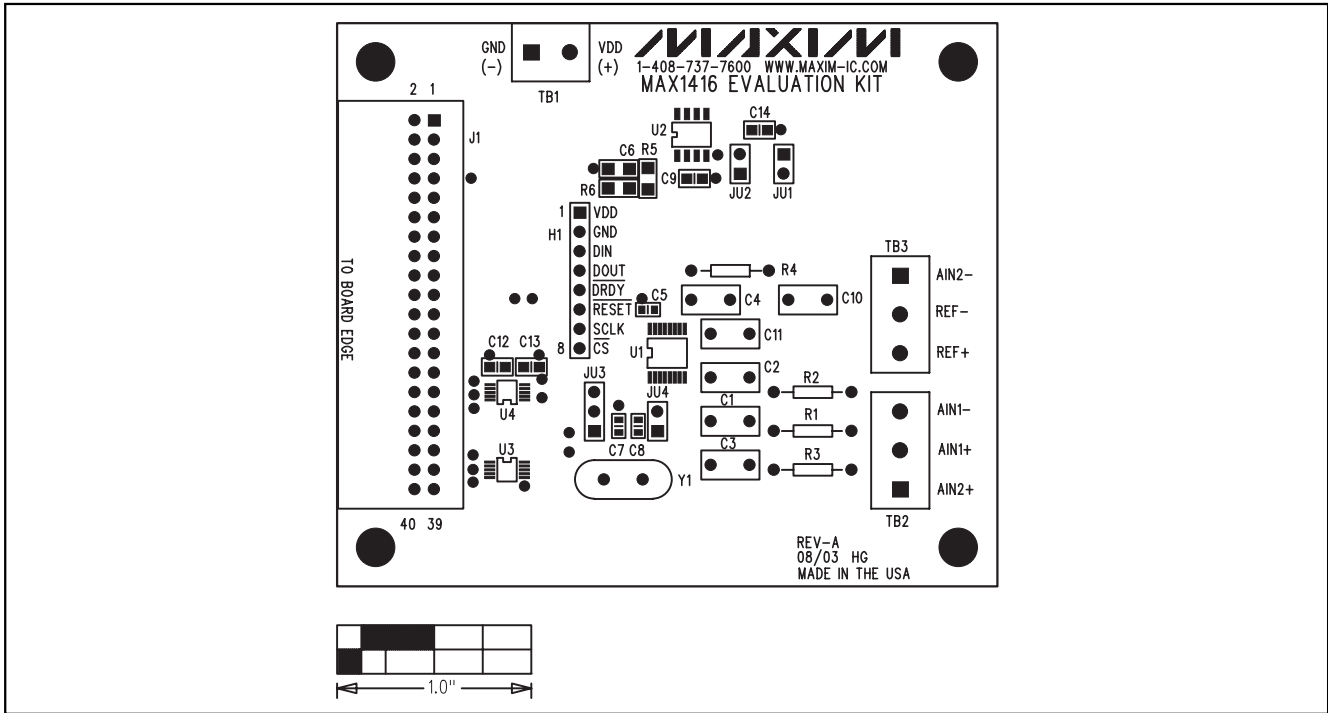 GND
(-)
VDD
(+)
TB1
MAXIM
1-408-737-7600 WWW.MAXIM-IC.COM
MAX1416 EVALUATION KIT
2 1
J1
TO BOARD EDGE
40 39
U2
C14
C6 R5
R6
C9
JU2
JU1
1
H1
8
VDD
GND
DIN
DOUT
DRDY
RESET
SCLK
CS
C5
R4
C4
C10
C11
U1
C2
C12 C13
U4
U3
JU3
JU4
C7 C8
Y1
C1
C3
R2
R1
R3
TB3
AIN2-
REF-
REF+
AIN1-
AIN1+
AIN2+
TB2
REV-A
08/03 HG
MADE IN THE USA
1.0"